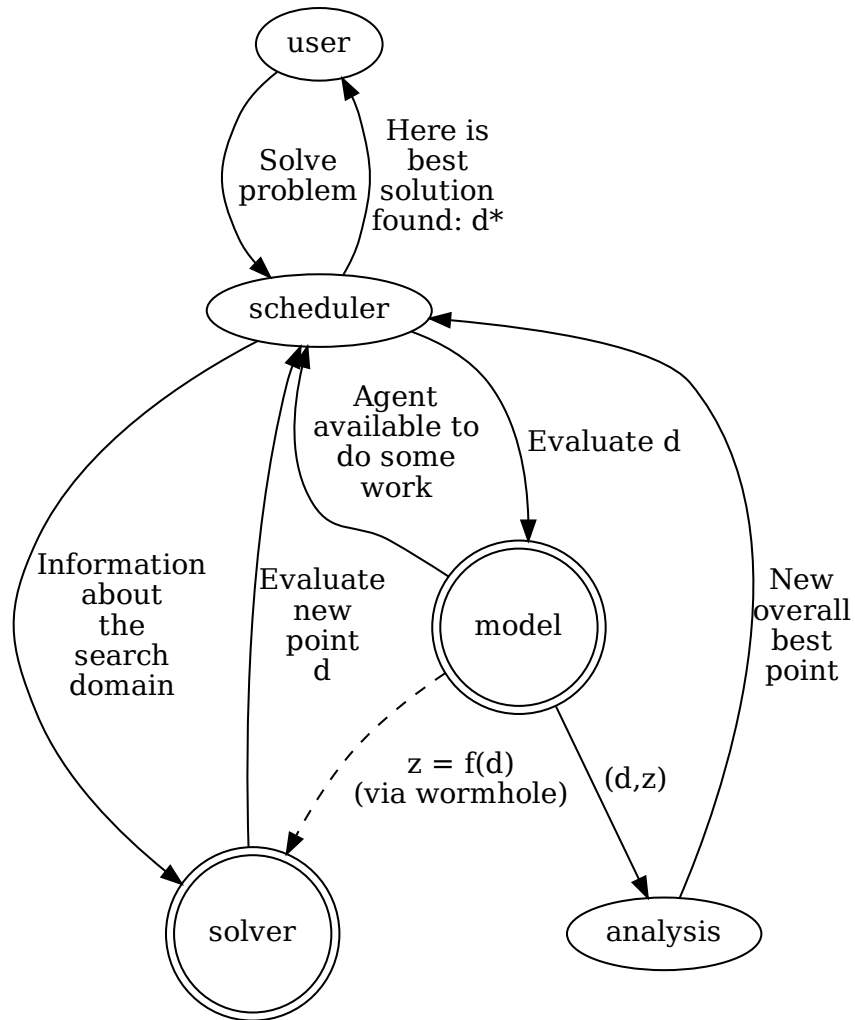 user
Solve
problem
Here is
best
solution
found: d*
scheduler
Agent
available to
do some
work
Evaluate d
Information
about
the
search
domain
Evaluate
new
point
d
model
New
overall
best
point
z = f(d)
(via wormhole)
(d,z)
solver
analysis